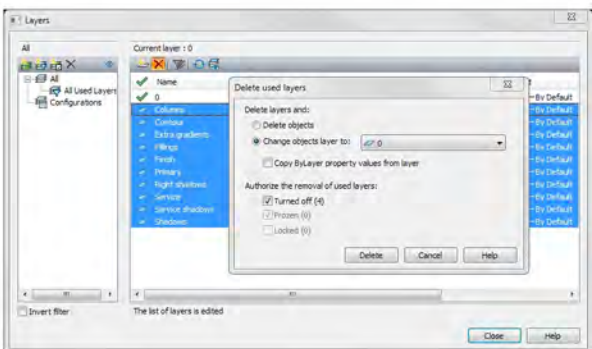 Layers
All
Current layer : 0
All
All Used Layers
Configurations
Name
0
Columns
Contour
Extra gradients
Fillings
Finish
Primary
Right shadows
Service
Service shadows
Shadows
By Default
By Default
By Default
By Default
By Default
By Default
By Default
By Default
By Default
By Default
By Default
Delete used layers
Delete layers and:
Delete objects
Change objects layer to:
0
Copy ByLayer property values from layer
Authorize the removal of used layers:
Turned off (4)
Frozen (0)
Locked (0)
Delete
Cancel
Help
Invert filter
The list of layers is edited
Close
Help